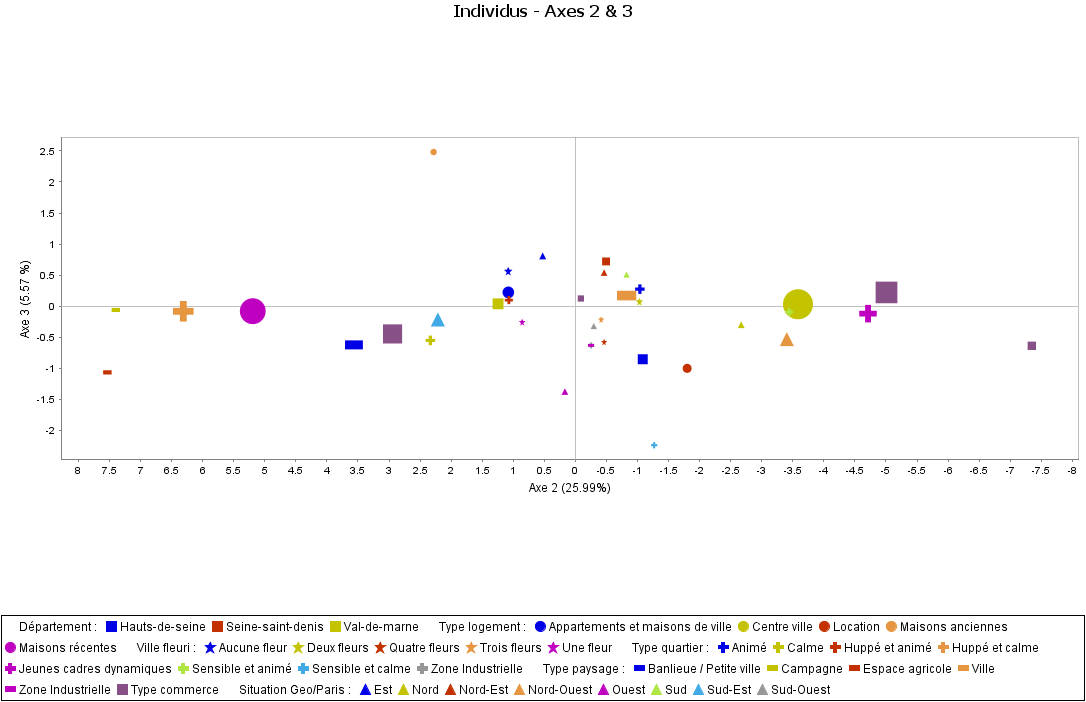 Individus - Axes 2 & 3
2.5
2
1.5
1
0.5
0
-0.5
-1
-1.5
-2
Axe 3 (5.57 %)
8 7.5 7 6.5 6 5.5 5 4.5 4 3.5 3 2.5 2 1.5 1 0.5 0 -0.5 -1 -1.5 -2 -2.5 -3 -3.5 -4 -4.5 -5 -5.5 -6 -6.5 -7 -7.5 -8
Axe 2 (25.99%)
Département : Hauts-de-seine Seine-saint-denis Val-de-marne Type logement : Appartements et maisons de ville Centre ville Location Maisons anciennes
Maisons récentes Ville fleuri : Aucune fleur Deux fleurs Quatre fleurs Trois fleurs Une fleur Type quartier : Animé Calme Huppé et animé Huppé et calme
Jeunes cadres dynamiques Sensible et animé Sensible et calme Zone Industrielle Type paysage : Banlieue / Petite ville Campagne Espace agricole Ville
Zone Industrielle Type commerce Situation Geo/Paris : Est Nord Nord-Est Nord-Ouest Ouest Sud Sud-Est Sud-Ouest